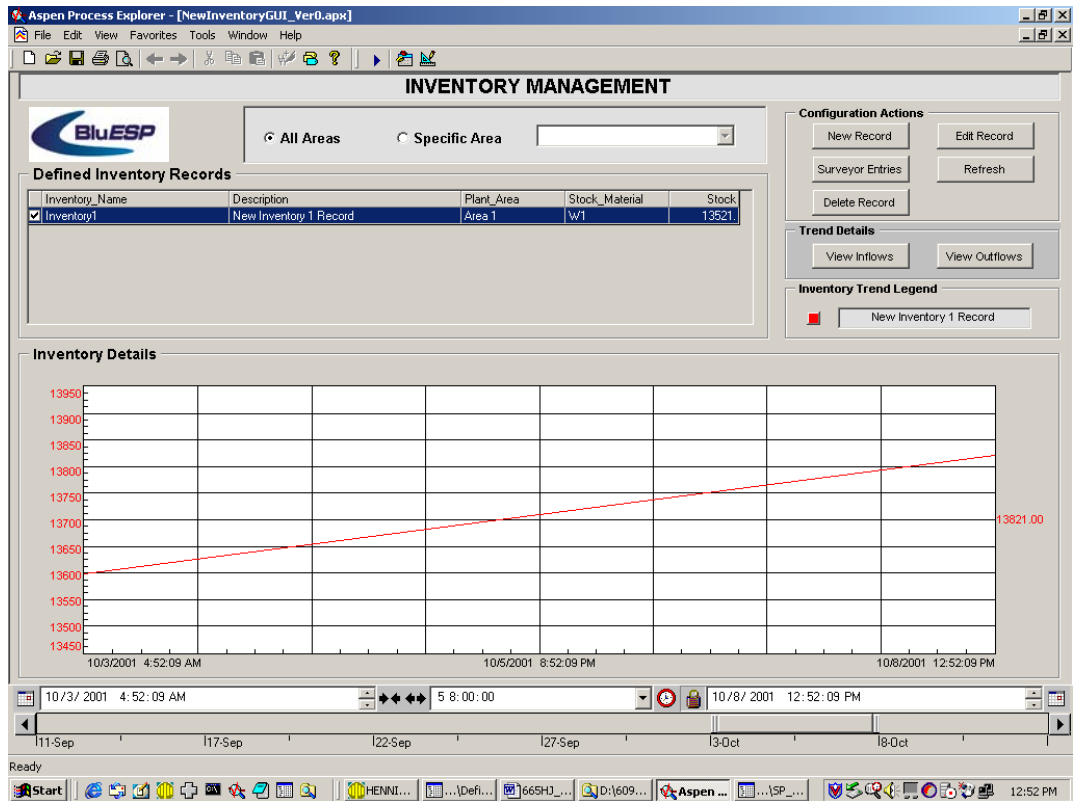 Aspen Process Explorer - [NewInventoryGUI_Ver0.apx]
File Edit View Favorites Tools Window Help
INVENTORY MANAGEMENT
BluESP
All Areas Specific Area
Configuration Actions
New Record Edit Record
Surveyor Entries Refresh
Delete Record
Defined Inventory Records
Inventory_Name Description Plant_Area Stock_Material Stock
Inventory1 New Inventory 1 Record Area 1 W1 13521.
Trend Details
View Inflows View Outflows
Inventory Trend Legend
New Inventory 1 Record
Inventory Details
13950
13900
13850
13800
13750
13700
13650
13600
13550
13500
13450
13821.00
10/3/2001 4:52:09 AM 10/5/2001 8:52:09 PM 10/8/2001 12:52:09 PM
10/3/2001 4:52:09 AM 5 8:00:00 10/8/2001 12:52:09 PM
11-Sep 17-Sep 22-Sep 27-Sep 3-Oct 8-Oct
Ready
Start HENNI... ...\Defi... 665HJ_... D:\609... Aspen ... ...\SP_... 12:52 PM